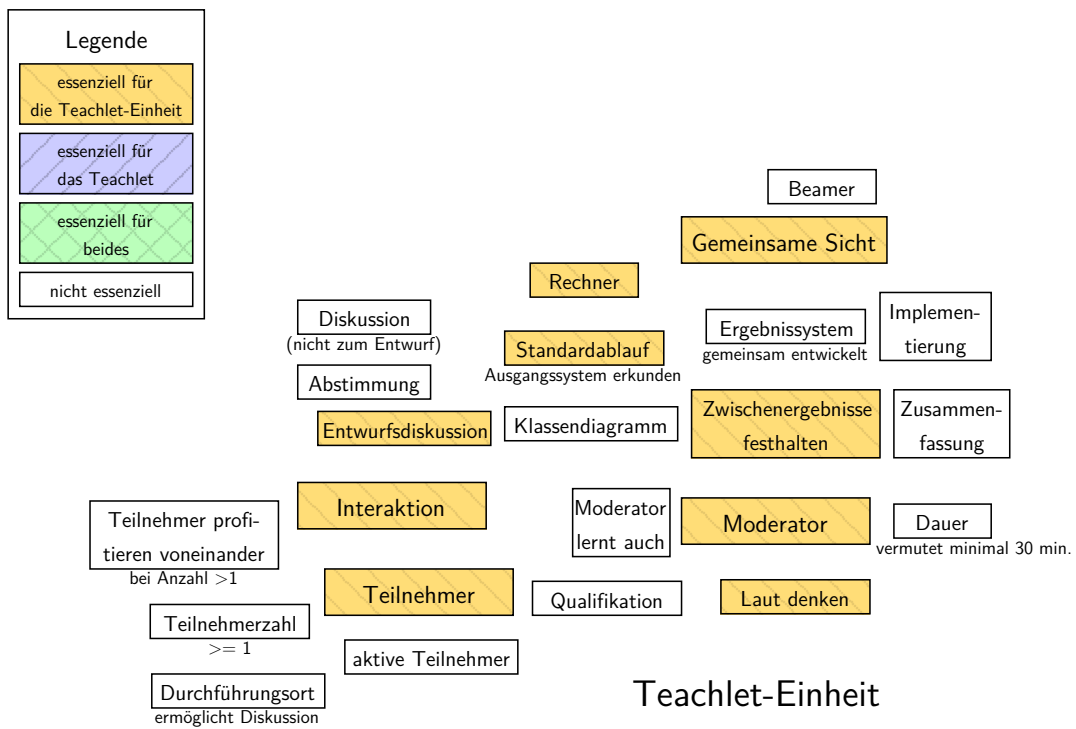 Legende
essenziell für
die Teachlet-Einheit
essenziell für
das Teachlet
essenziell für
beides
nicht essenziell
Beamer
Gemeinsame Sicht
Rechner
Diskussion
(nicht zum Entwurf)
Standardablauf
Ausgangssystem erkunden
Ergebnissystem
gemeinsam entwickelt
Implemen-
tierung
Abstimmung
Entwurfsdiskussion
Klassendiagramm
Zwischenergebnisse
festhalten
Zusammen-
fassung
Teilnehmer profi-
tieren voneinander
bei Anzahl >1
Interaktion
Moderator
lernt auch
Moderator
Dauer
vermutet minimal 30 min.
Teilnehmer
Qualifikation
Laut denken
Teilnehmerzahl
>= 1
aktive Teilnehmer
Durchführungsort
ermöglicht Diskussion
Teachlet-Einheit